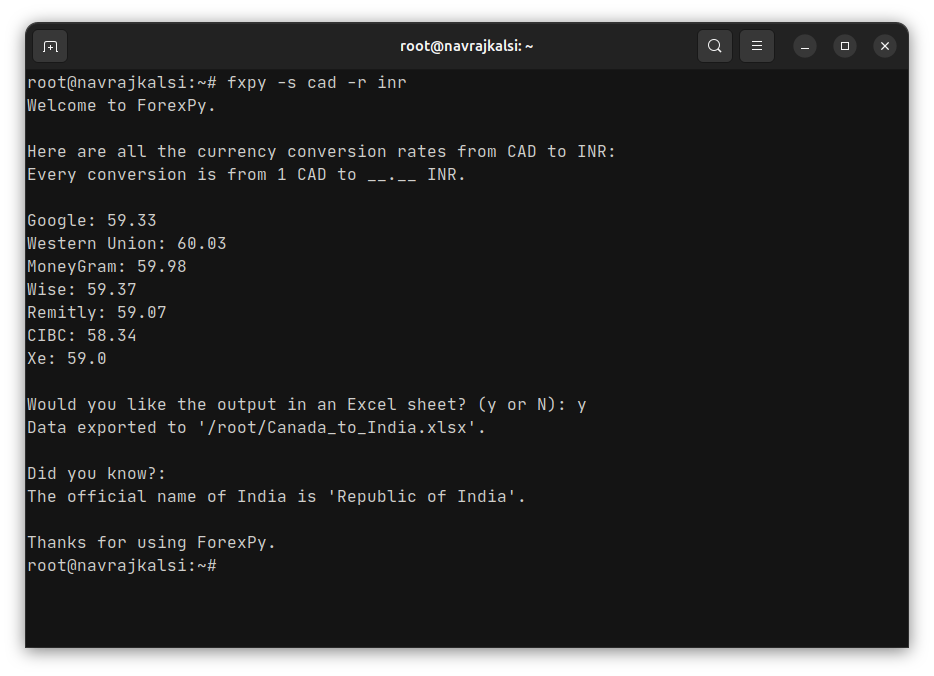 root@navrajkalsi: ~
root@navrajkalsi:~# fxpy -s cad -r inr
Welcome to ForexPy.
Here are all the currency conversion rates from CAD to INR:
Every conversion is from 1 CAD to __.__ INR.
Google: 59.33
Western Union: 60.03
MoneyGram: 59.98
Wise: 59.37
Remitly: 59.07
CIBC: 58.34
Xe: 59.0
Would you like the output in an Excel sheet? (y or N): y
Data exported to '/root/Canada_to_India.xlsx'.
Did you know?:
The official name of India is 'Republic of India'.
Thanks for using ForexPy.
root@navrajkalsi:~#